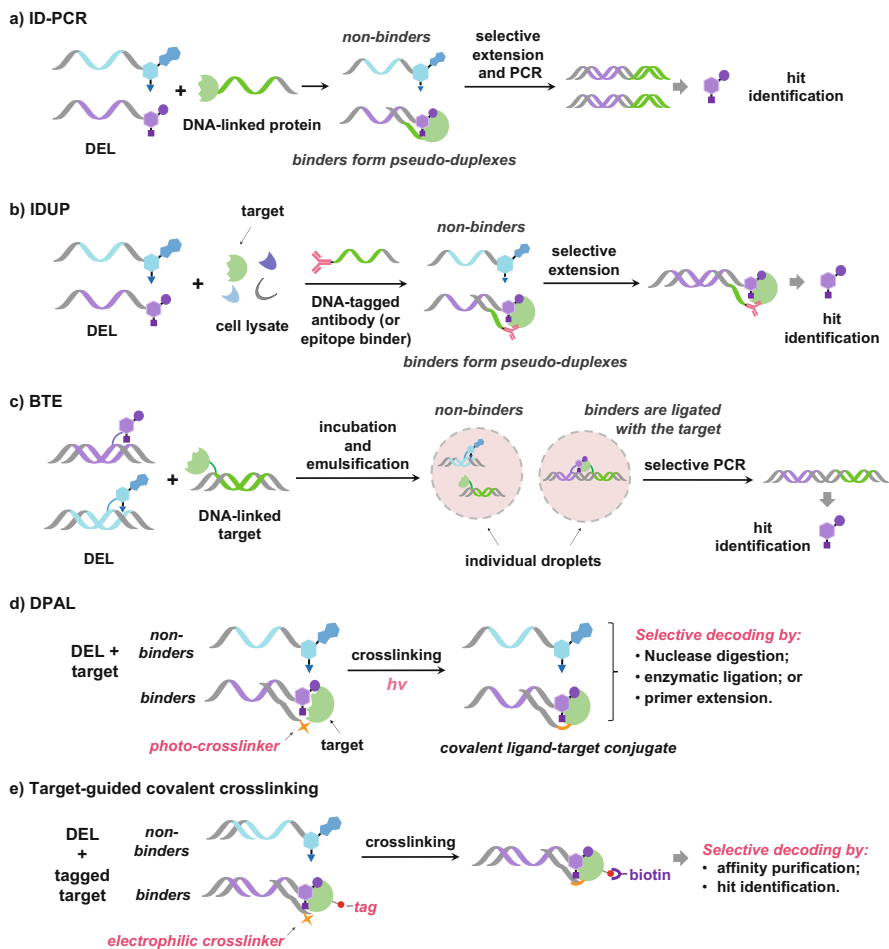 a) ID-PCR
non-binders
selective
extension
and PCR
+
DNA-linked protein
DEL
binders form pseudo-duplexes
hit
identification
b) IDUP
target
non-binders
selective
extension
+
DEL
cell lysate
DNA-tagged
antibody (or
epitope binder)
binders form pseudo-duplexes
hit
identification
c) BTE
non-binders
binders are ligated
with the target
incubation
and
emulsification
selective PCR
+
DNA-linked
target
DEL
individual droplets
hit
identification
d) DPAL
DEL +
target
non-
binders
binders
crosslinking
hv
photo-crosslinker
target
covalent ligand-target conjugate
Selective decoding by:
• Nuclease digestion;
• enzymatic ligation; or
• primer extension.
e) Target-guided covalent crosslinking
DEL
+
tagged
target
non-
binders
binders
crosslinking
tag
electrophilic crosslinker
biotin
Selective decoding by:
• affinity purification;
• hit identification.